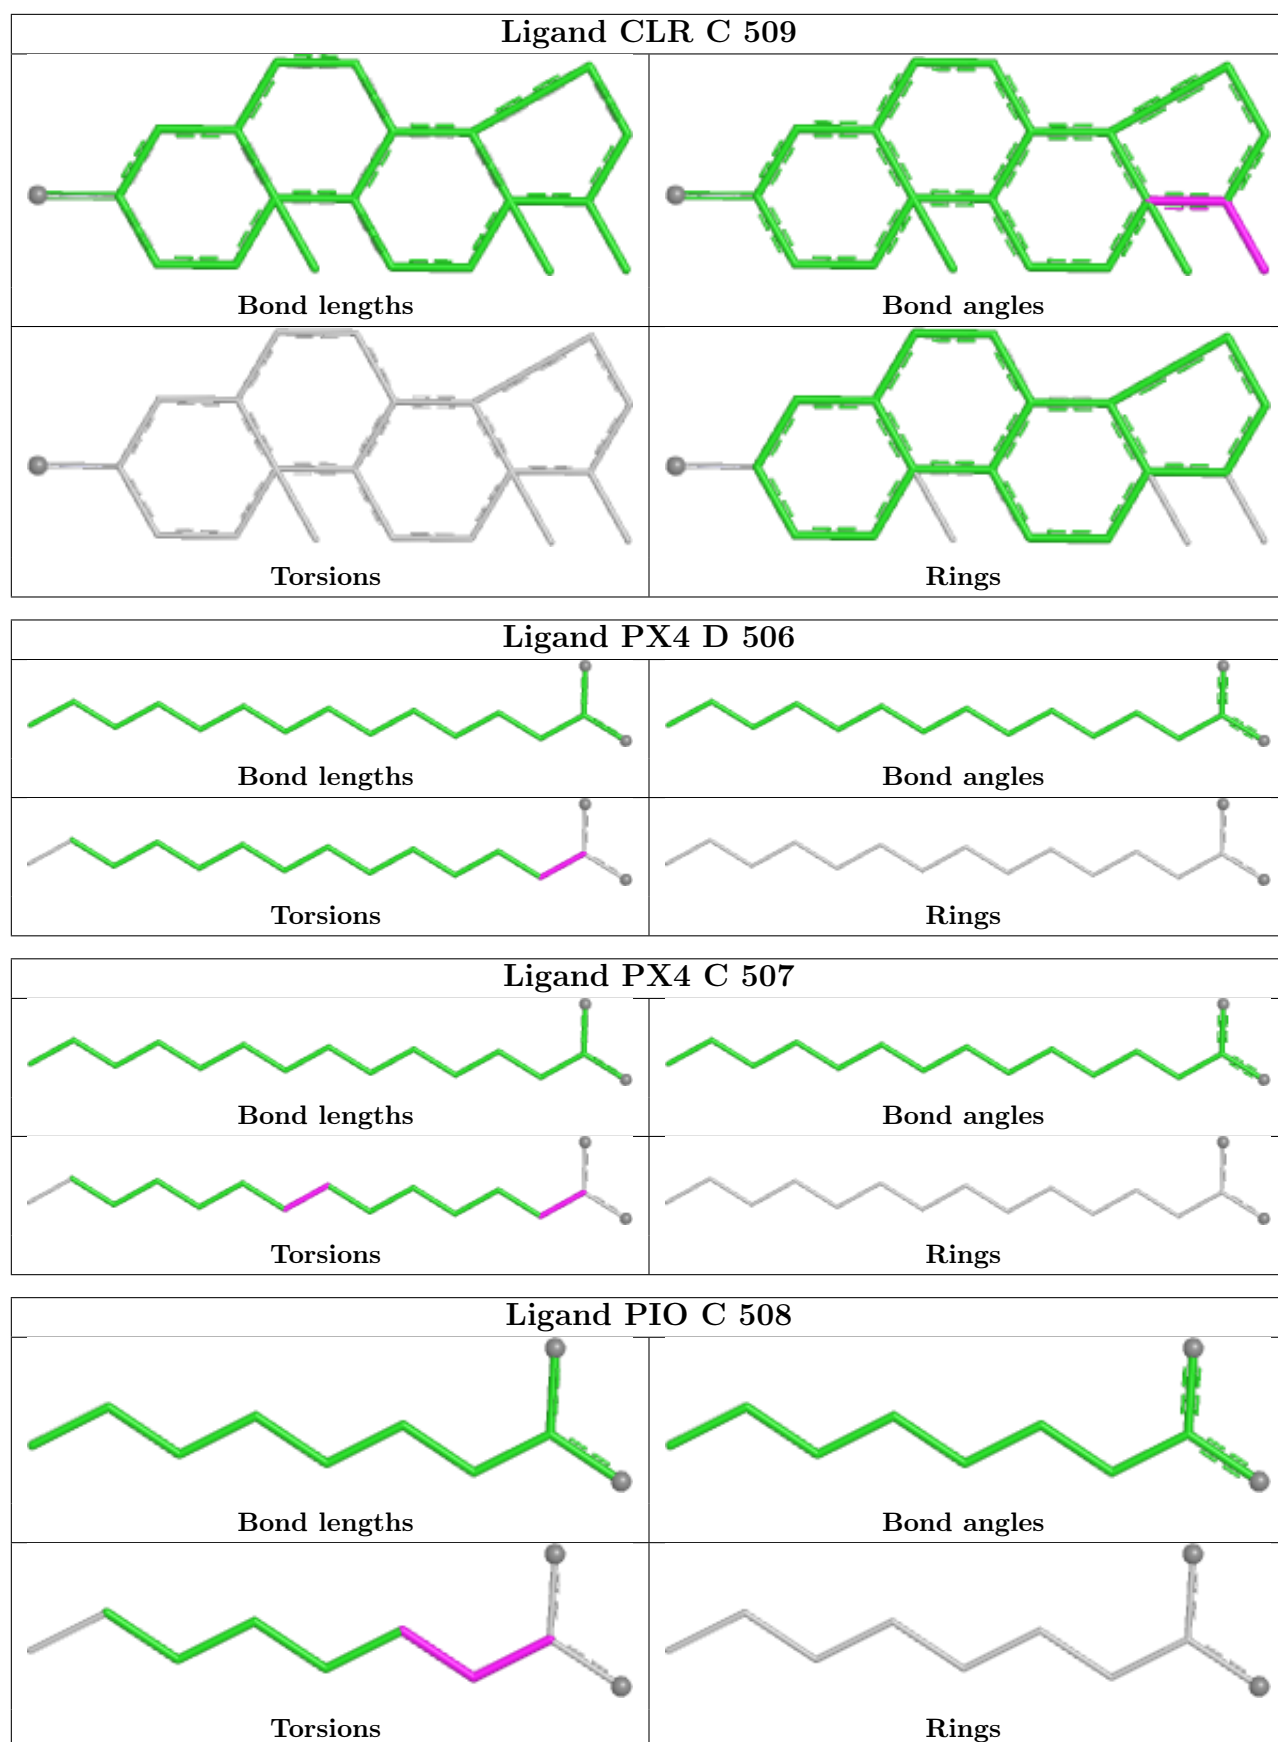 Ligand CLR C 509
Bond lengths
Bond angles
Torsions
Rings
Ligand PX4 D 506
Bond lengths
Bond angles
Torsions
Rings
Ligand PX4 C 507
Bond lengths
Bond angles
Torsions
Rings
Ligand PIO C 508
Bond lengths
Bond angles
Torsions
Rings